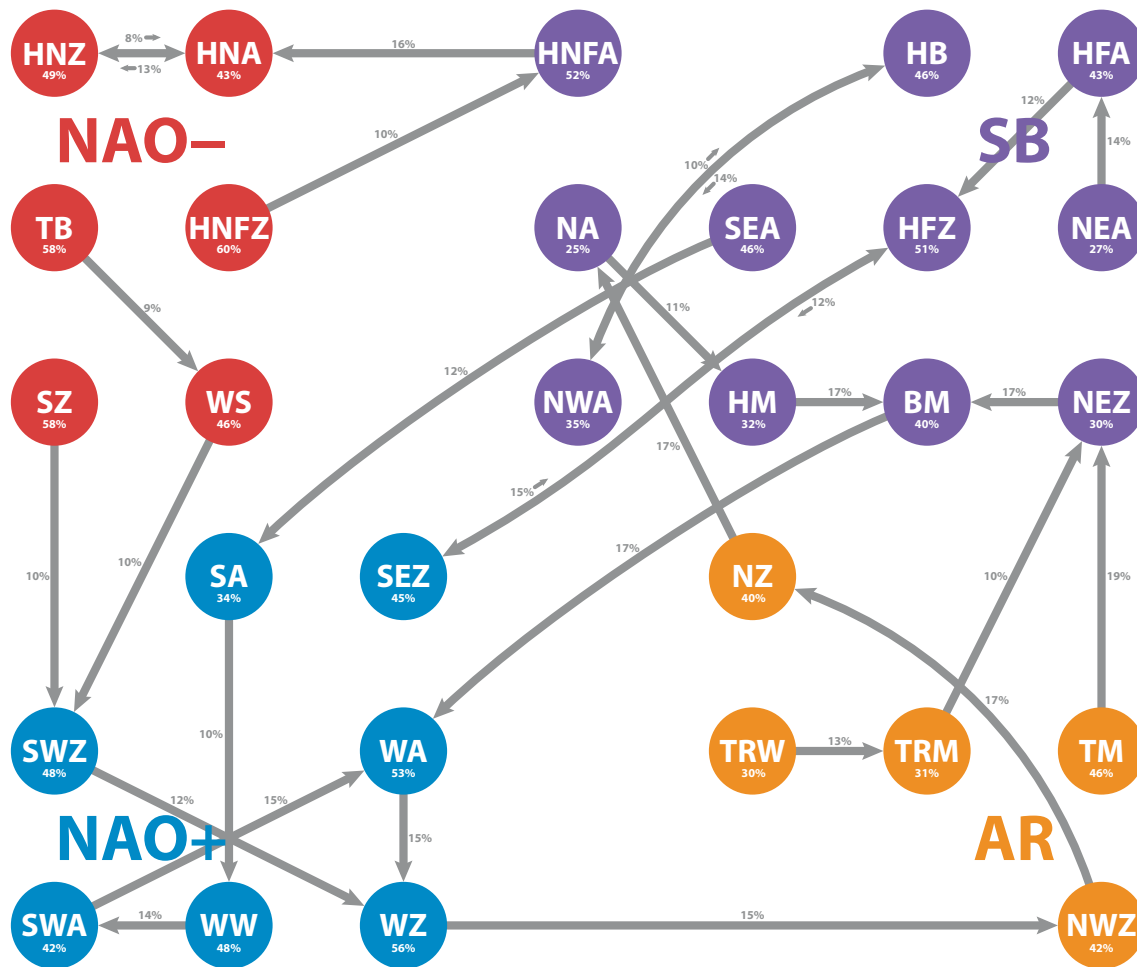 HNZ
49%
8%
13%
HNA
43%
16%
HNFA
52%
HB
46%
HFA
43%
NAO–
10%
10%
14%
12%
SB
14%
TB
58%
HNFZ
60%
NA
25%
SEA
46%
HFZ
51%
NEA
27%
9%
11%
12%
SZ
58%
WS
46%
12%
NWA
35%
HM
32%
17%
BM
40%
17%
NEZ
30%
17%
15%
10%
10%
SA
34%
SEZ
45%
17%
NZ
40%
10%
19%
SWZ
48%
10%
WA
53%
TRW
30%
13%
TRM
31%
17%
TM
46%
12%
15%
NAO+
15%
AR
SWA
42%
14%
WW
48%
WZ
56%
15%
NWZ
42%